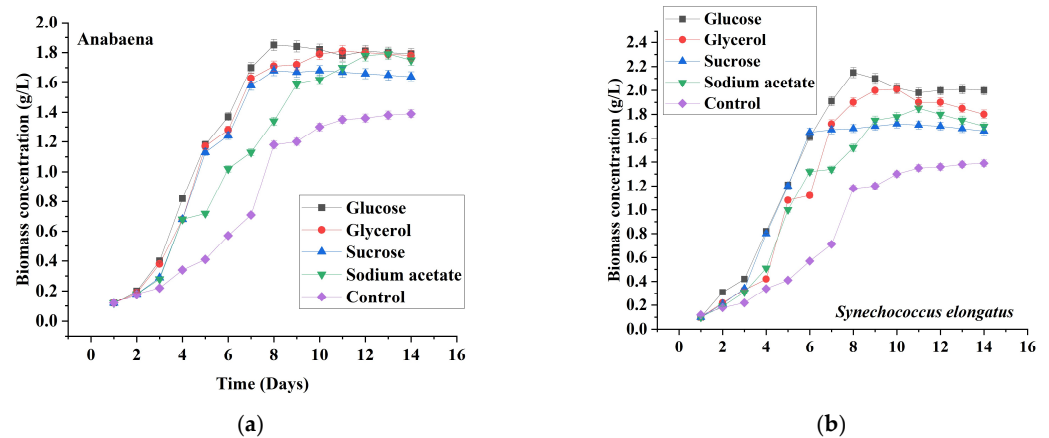 Anabaena
Biomass concentration (g/L)
2.0
1.8
1.6
1.4
1.2
1.0
0.8
0.6
0.4
0.2
0.0
Glucose
Glycerol
Sucrose
Sodium acetate
Control
0 2 4 6 8 10 12 14 16
Time (Days)
(a)
Glucose
Glycerol
Sucrose
Sodium acetate
Control
Biomass concentration (g/L)
2.4
2.2
2.0
1.8
1.6
1.4
1.2
1.0
0.8
0.6
0.4
0.2
0.0
Synechococcus elongatus
0 2 4 6 8 10 12 14 16
(b)